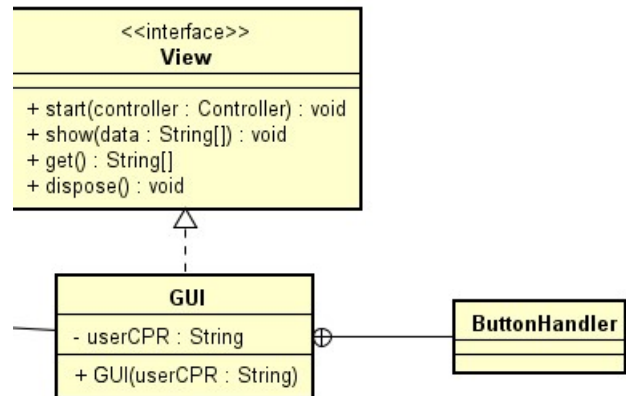 <<interface>>
View
+ start(controller : Controller) : void
+ show(data : String[]) : void
+ get() : String[]
+ dispose() : void
GUI
- userCPR : String
+ GUI(userCPR : String)
ButtonHandler